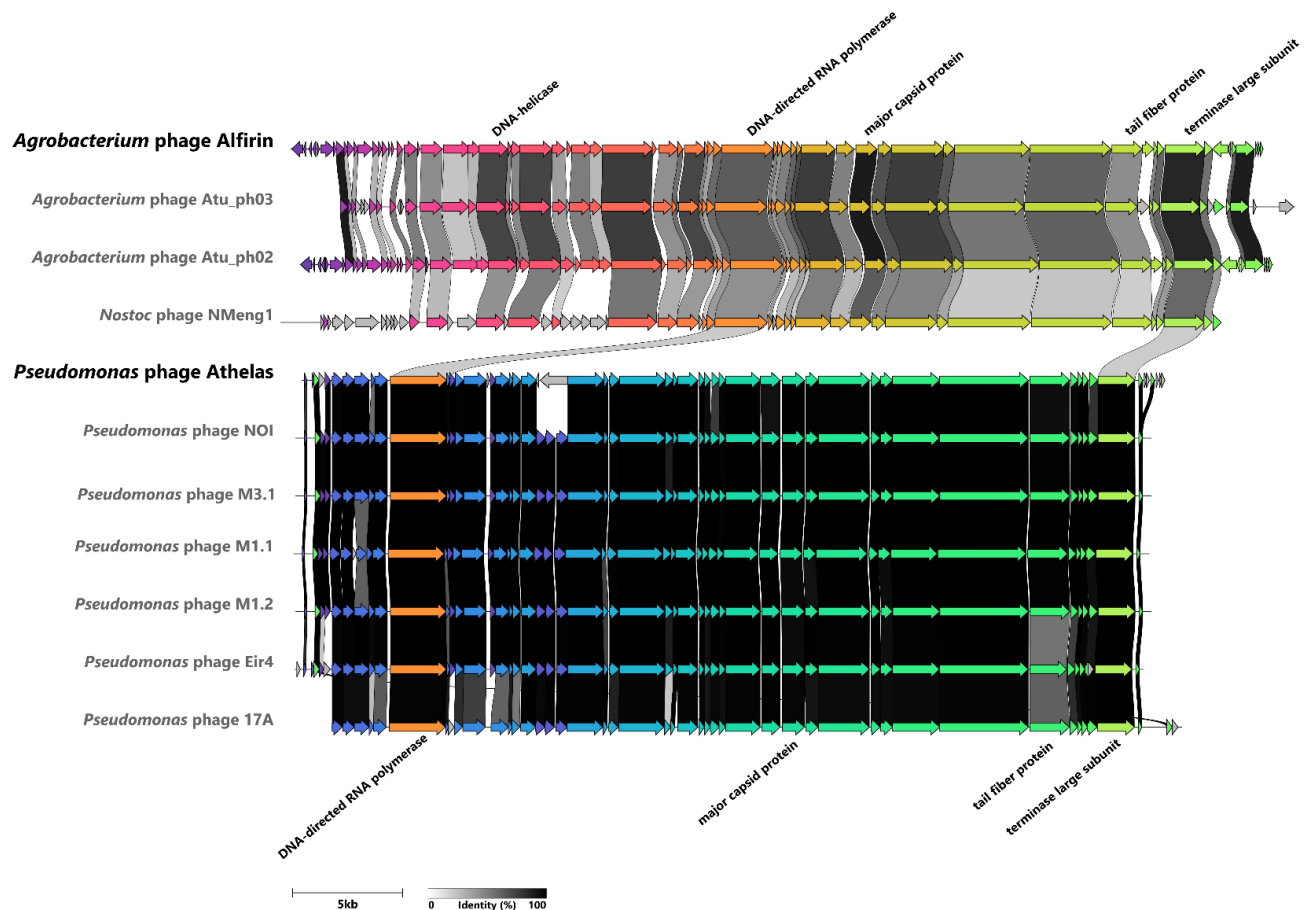 DNA-helicase
DNA-directed RNA polymerase
major capsid protein
tail fiber protein
terminase large subunit
Agrobacterium phage Alfirin
Agrobacterium phage Atu_ph03
Agrobacterium phage Atu_ph02
Nostoc phage NMeng1
Pseudomonas phage Athelas
Pseudomonas phage NOI
Pseudomonas phage M3.1
Pseudomonas phage M1.1
Pseudomonas phage M1.2
Pseudomonas phage Eir4
Pseudomonas phage 17A
DNA-directed RNA polymerase
major capsid protein
tail fiber protein
terminase large subunit
5kb
0 Identity (%) 100